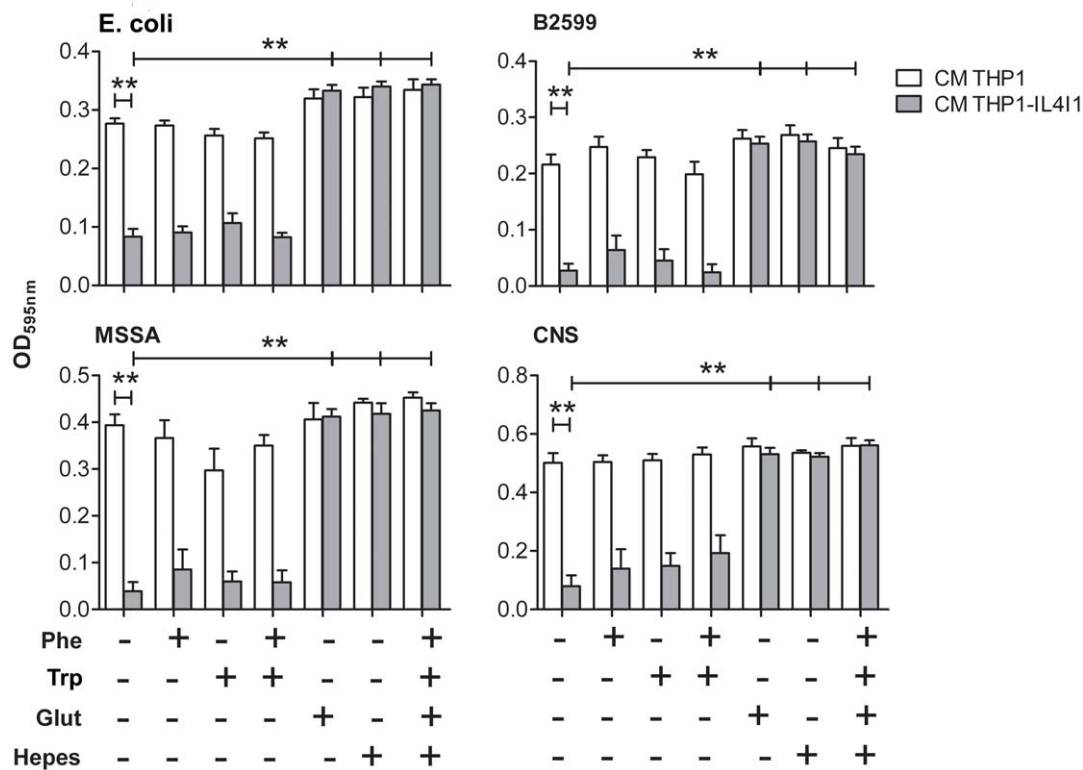 E. coli
**
**
0.4
0.3
0.2
0.1
0.0
B2599
**
**
0.4
0.3
0.2
0.1
0.0
CM THP1
CM THP1-IL4I1
OD595nm
MSSA
**
**
0.5
0.4
0.3
0.2
0.1
0.0
CNS
**
**
0.8
0.6
0.4
0.2
0.0
Phe - + - + - - + - + - + - - +
Trp - - + + - - + - - + + - - +
Glut - - - - + - + - - - - + - +
Hepes - - - - - + + - - - - - + +